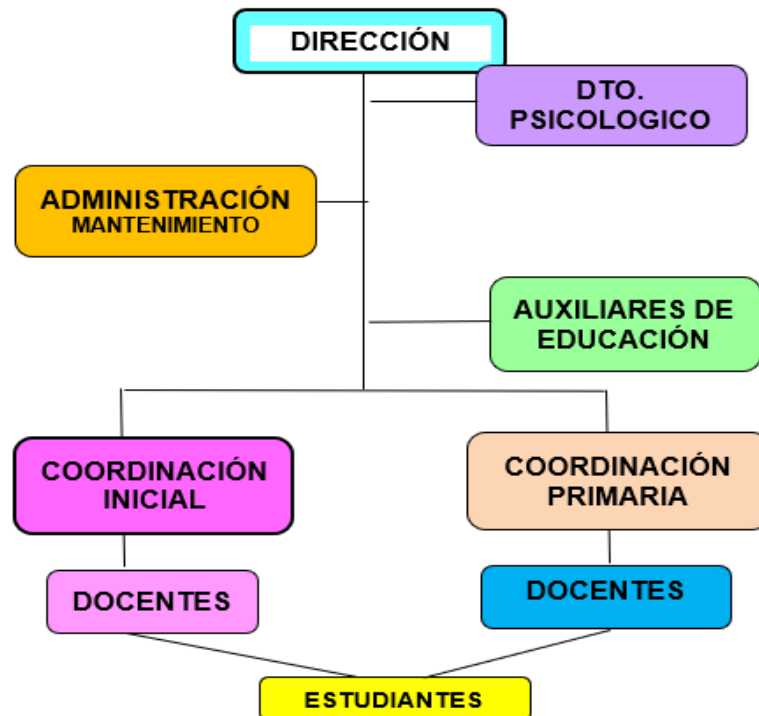 DIRECCIÓN
DTO.
PSICOLOGICO
ADMINISTRACIÓN
MANTENIMIENTO
AUXILIARES DE
EDUCACIÓN
COORDINACIÓN
INICIAL
COORDINACIÓN
PRIMARIA
DOCENTES
DOCENTES
ESTUDIANTES